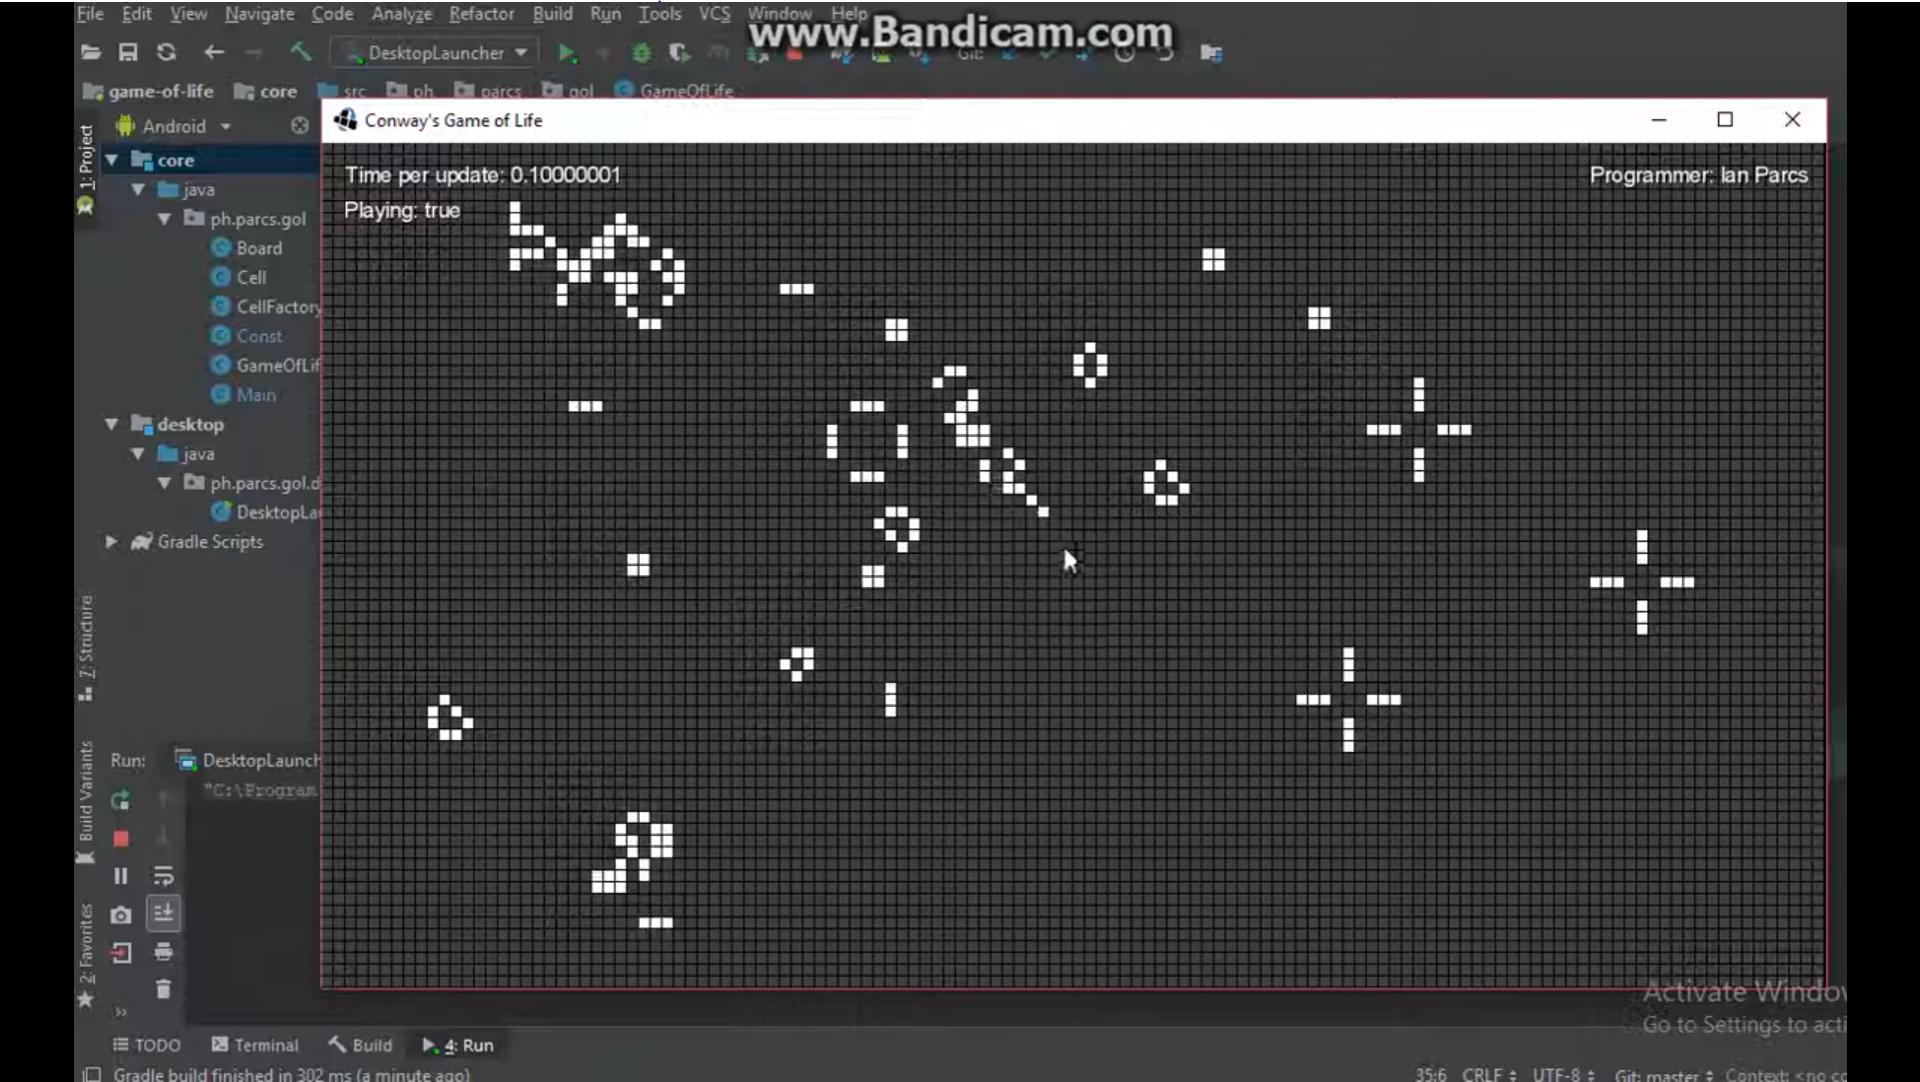 File Edit View Navigate Code Analyze Refactor Build Run Tools VCS Window Help
www.Bandicam.com
DesktopLauncher
Git:
game-of-life core src ph parcs gol GameOfLife
Android
Conway's Game of Life
1: Project
core
java
ph.parcs.gol
Board
Cell
CellFactory
Const
GameOfLif
Main
desktop
java
ph.parcs.gol.d
DesktopLa
Gradle Scripts
Time per update: 0.10000001
Programmer: Ian Parcs
Playing: true
7: Structure
Build Variants
2: Favorites
Run: DesktopLaunch
"C:\Program
Activate Window
Go to Settings to acti
TODO Terminal Build 4: Run
Gradle build finished in 302 ms (a minute ago)
35:6 CRLF UTF-8 Git: master Context: <no co